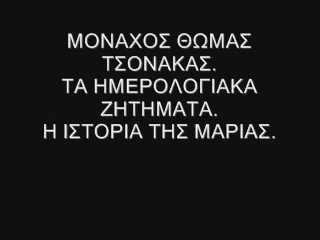 ΜΟΝΑΧΟΣ ΘΩΜΑΣ
ΤΣΟΝΑΚΑΣ.
ΤΑ ΗΜΕΡΟΛΟΓΙΑΚΑ
ΖΗΤΗΜΑΤΑ.
Η ΙΣΤΟΡΙΑ ΤΗΣ ΜΑΡΙΑΣ.